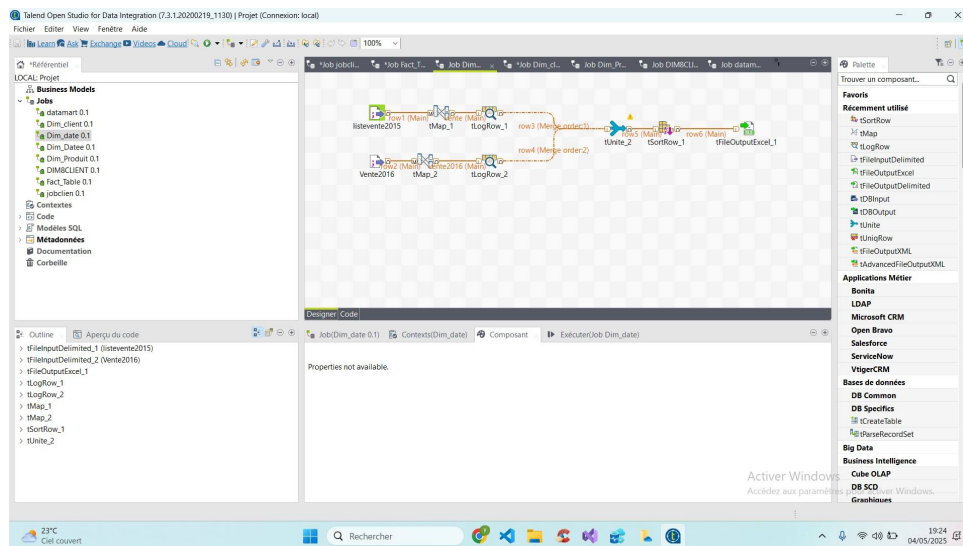 Talend Open Studio for Data Integration (7.3.1.20200219_1130) | Projet (Connexion: local)
Fichier Editer View Fenêtre Aide
Learn Ask Exchange Videos Cloud 100%
*Référentiel
LOCAL: Projet
Business Models
Jobs
datamart 0.1
Dim_client 0.1
Dim_date 0.1
Dim_Datee 0.1
Dim_Produit 0.1
DIM8CLIENT 0.1
Fact_Table 0.1
jobclien 0.1
Contextes
Code
Modèles SQL
Métadonnées
Documentation
Corbeille
*Job jobcli... *Job Fact_T... Job Dim... *Job Dim_cl... Job Dim_Pr... Job DIM8CLI... Job datam...
row1 (Main)
listevente2015 tMap_1 tLogRow_1 row3 (Merge order:1)
row5 (Main) row6 (Main)
tUnite_2 tSortRow_1 tFileOutputExcel_1
row4 (Merge order:2)
row2 (Main) Vente2016 (Main)
Vente2016 tMap_2 tLogRow_2
Designer Code
Outline Aperçu du code
tFileInputDelimited_1 (listevente2015)
tFileInputDelimited_2 (Vente2016)
tFileOutputExcel_1
tLogRow_1
tLogRow_2
tMap_1
tMap_2
tSortRow_1
tUnite_2
Job(Dim_date 0.1) Contexts(Dim_date) Composant Exécuter(Job Dim_date)
Properties not available.
Palette
Trouver un composant...
Favoris
Récemment utilisé
tSortRow
tMap
tLogRow
tFileInputDelimited
tFileOutputExcel
tFileOutputDelimited
tDBInput
tDBOutput
tUnite
tUniqRow
tFileOutputXML
tAdvancedFileOutputXML
Applications Métier
Bonita
LDAP
Microsoft CRM
Open Bravo
Salesforce
ServiceNow
VtigerCRM
Bases de données
DB Common
DB Specifics
tCreateTable
tParseRecordSet
Big Data
Business Intelligence
Cube OLAP
DB SCD
Graphiques
Activer Windows
Accédez aux paramètres pour activer Windows.
23°C
Ciel couvert
Rechercher
19:24
04/05/2025